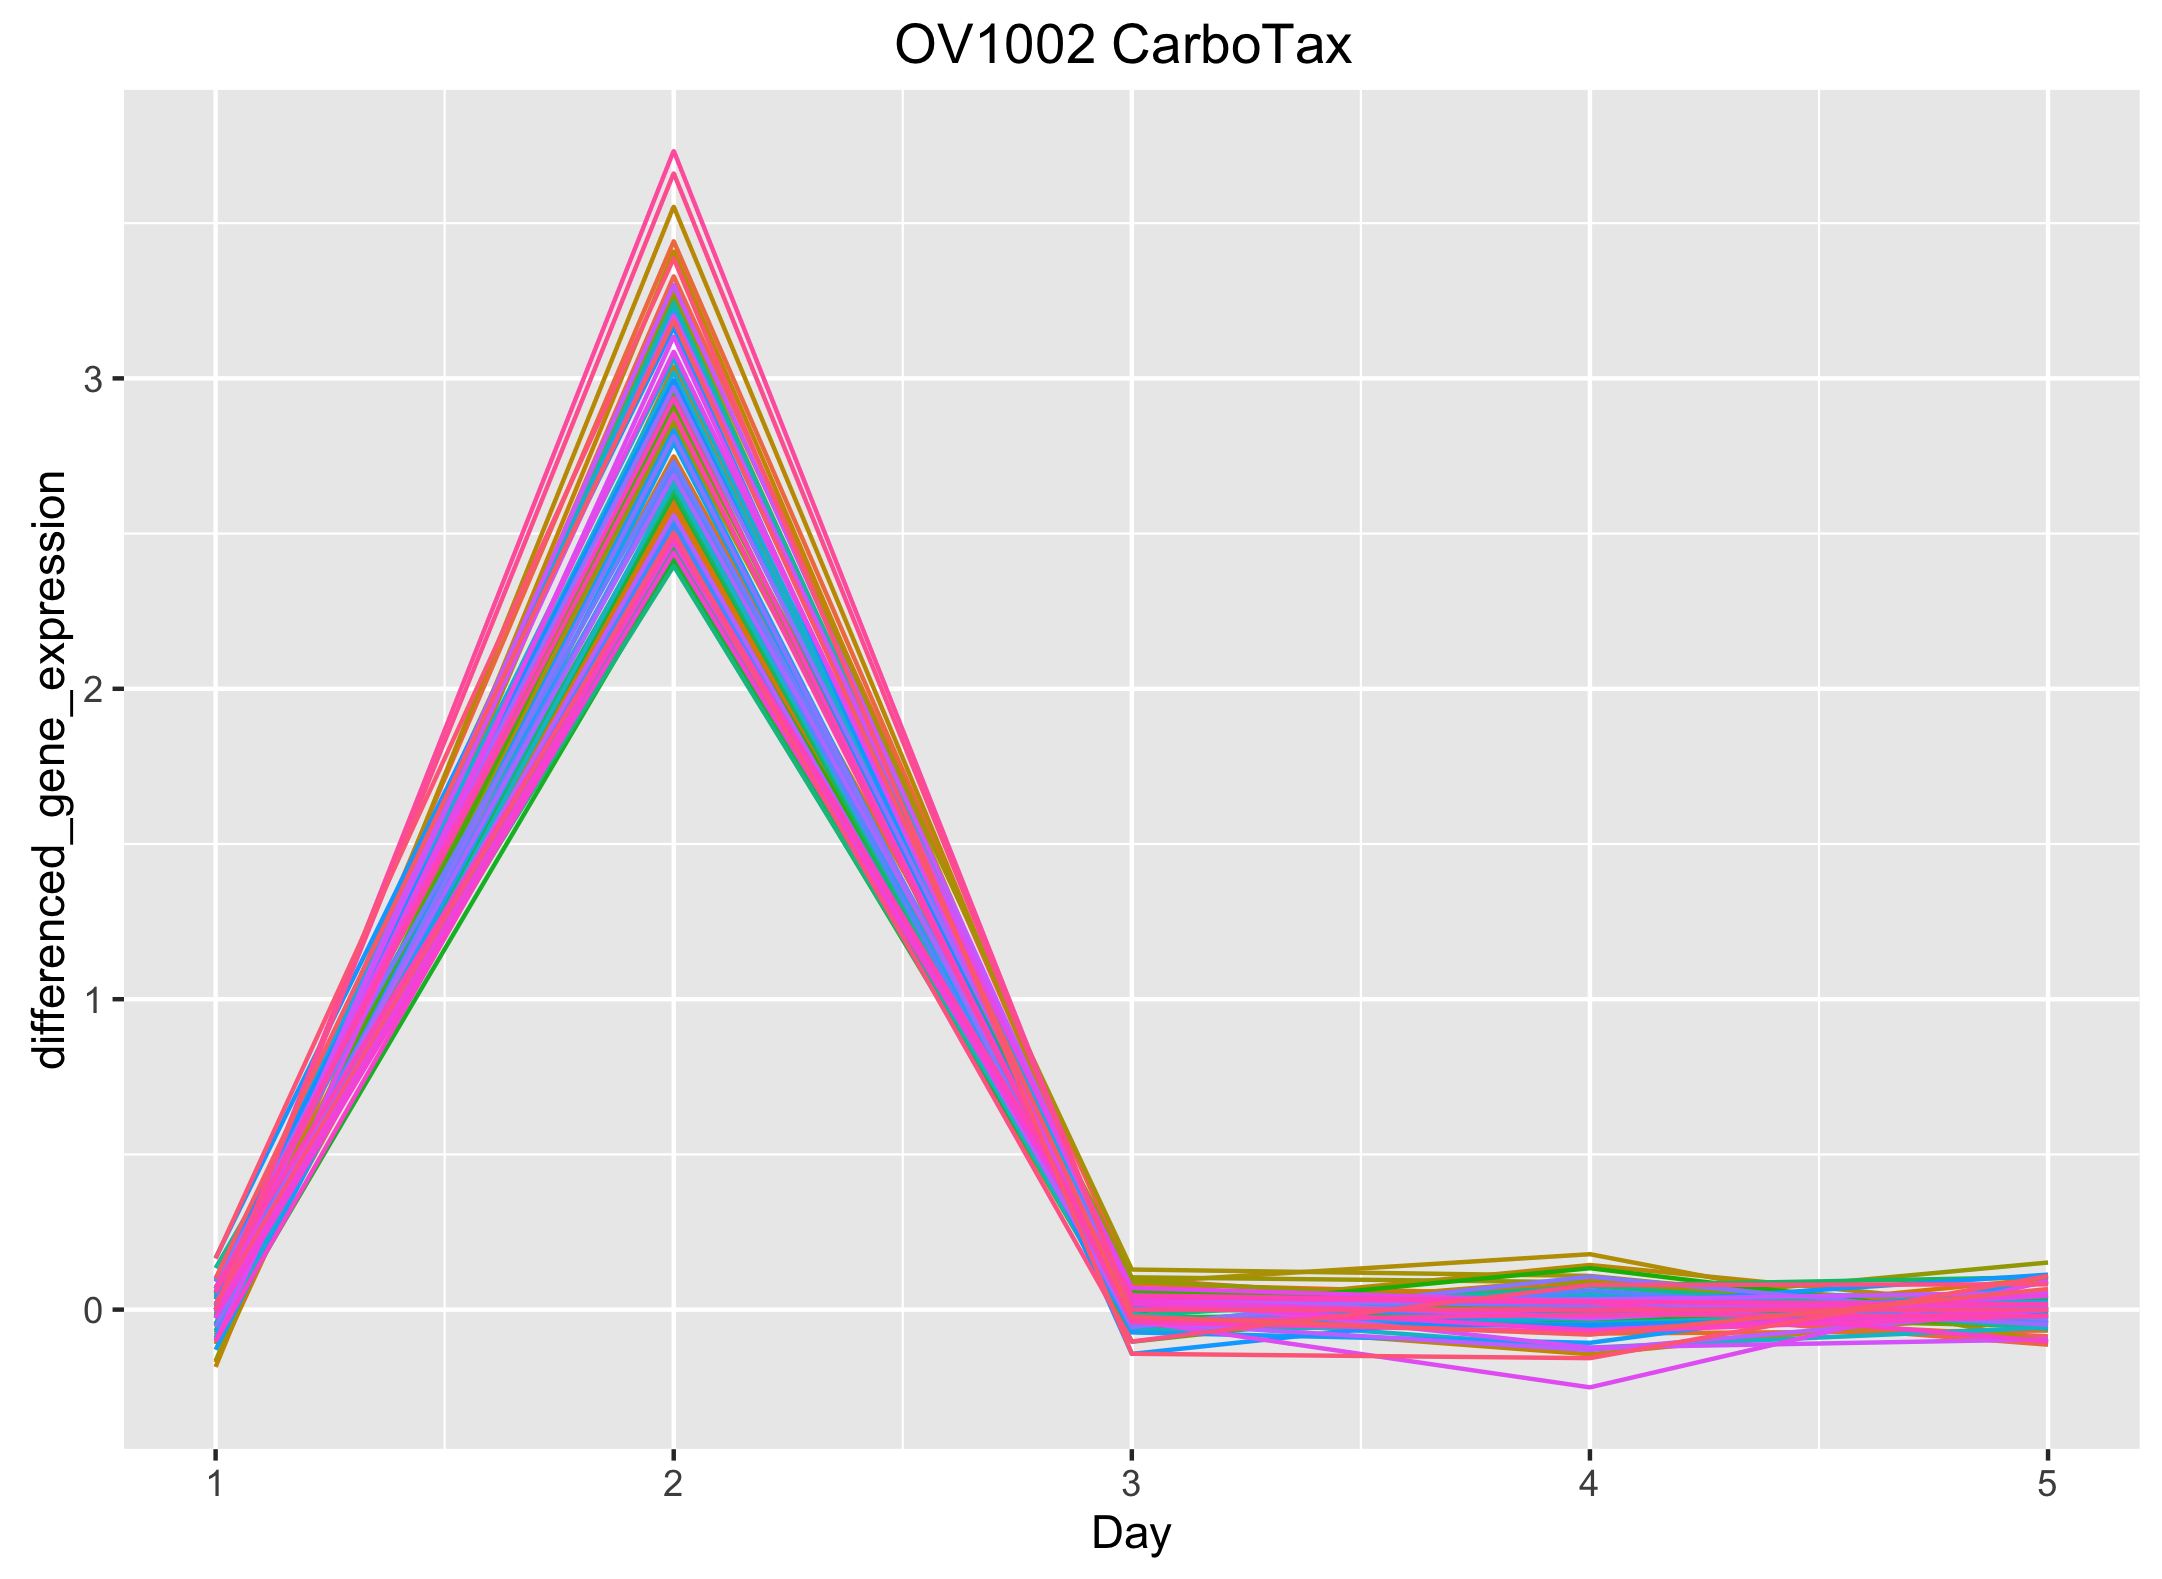 OV1002 CarboTax
differenced_gene_expression
3
2
1
0
1 2 3 4 5
Day